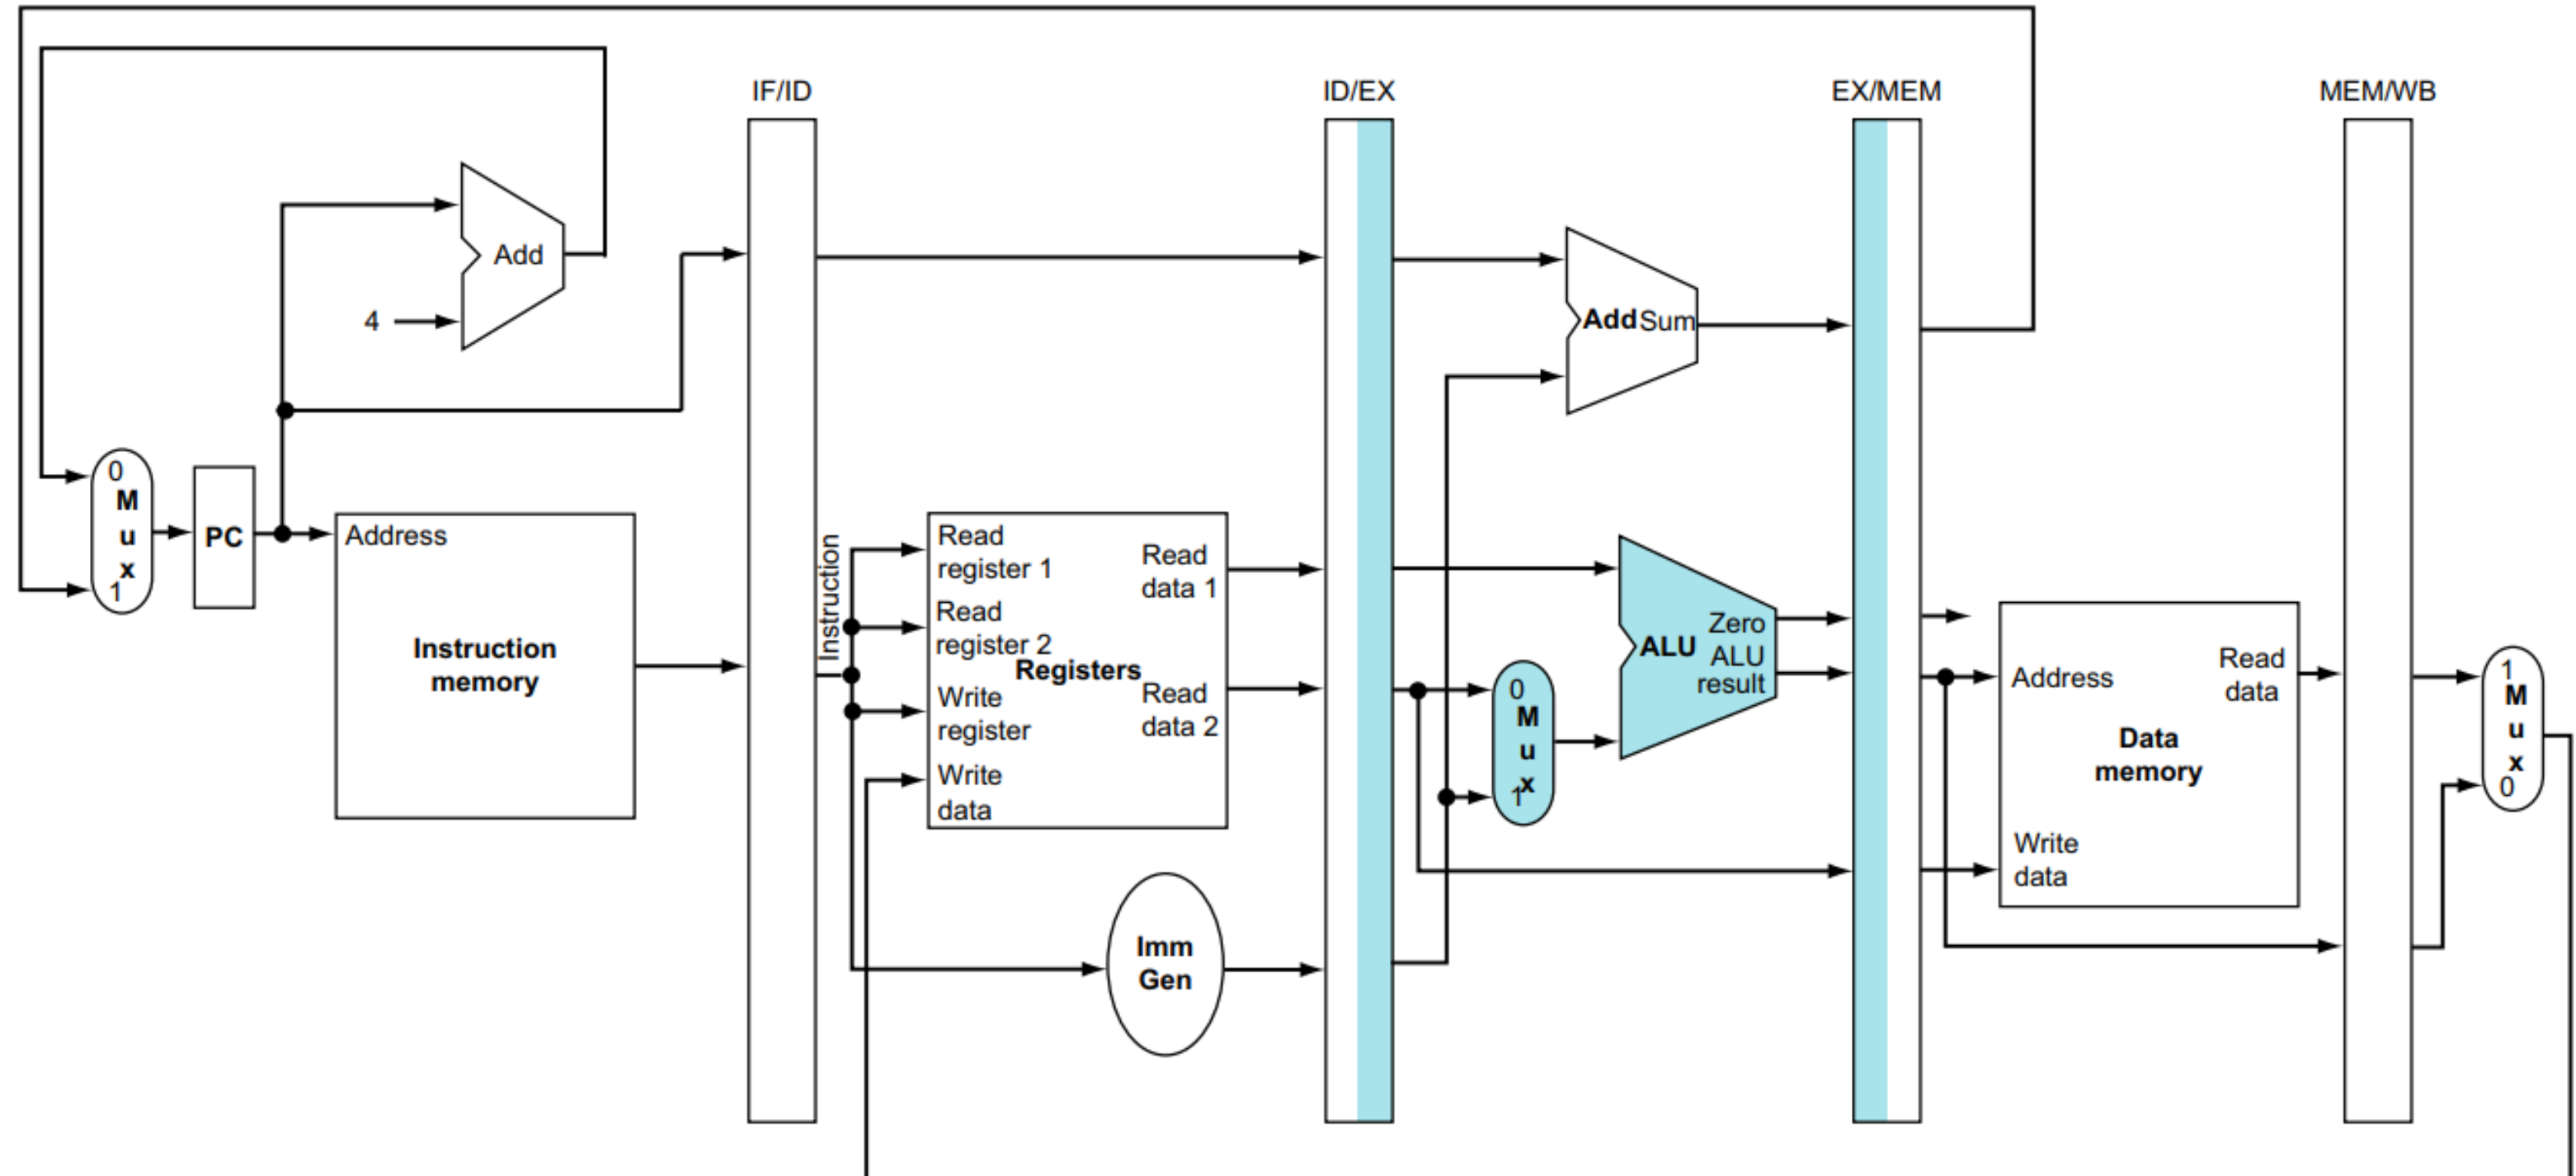 IF/ID
ID/EX
EX/MEM
MEM/WB
Add
4
Add Sum
0
M
u
x
1
PC
Address
Instruction
memory
Instruction
Read
register 1
Read
register 2
Write
register
Write
data
Registers
Read
data 1
Read
data 2
Imm
Gen
0
M
u
x
1
ALU
Zero
ALU
result
Address
Read
data
Data
memory
Write
data
1
M
u
x
0